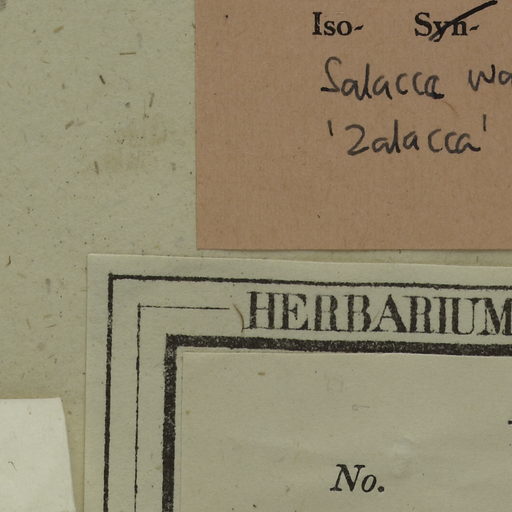 Iso- Syn-
Salacca
'Zalacca'
HERBARIUM
No.